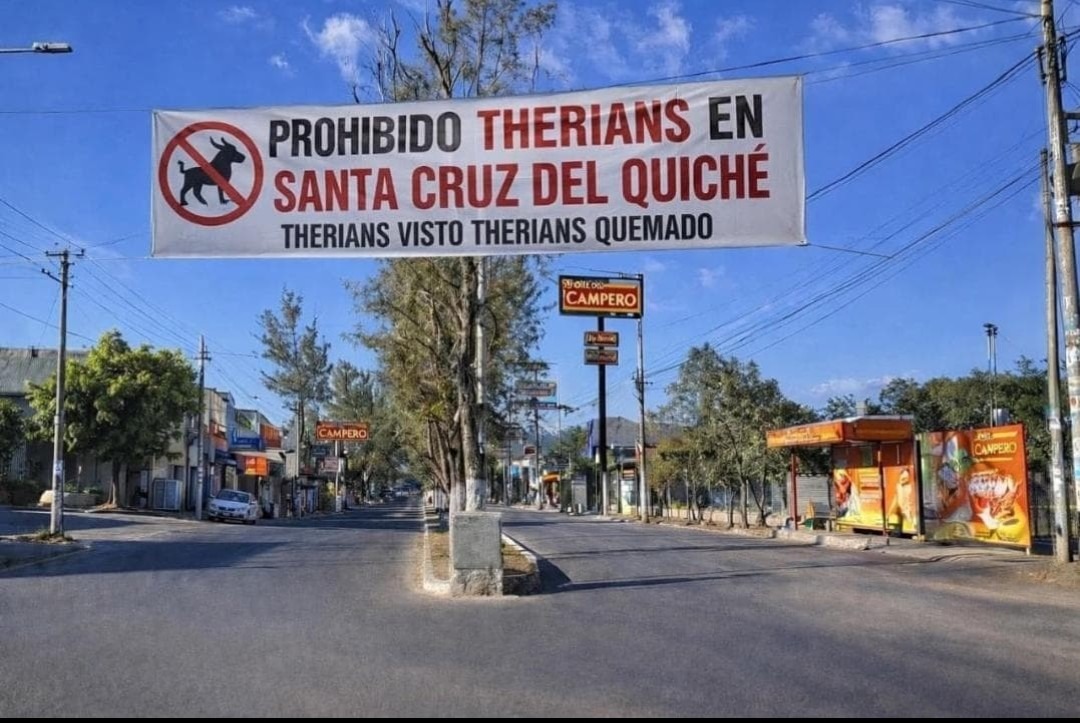 PROHIBIDO THERIANS EN
SANTA CRUZ DEL QUICHÉ
THERIANS VISTO THERIANS QUEMADO
CAMPERO
CAMPERO
CAMPERO